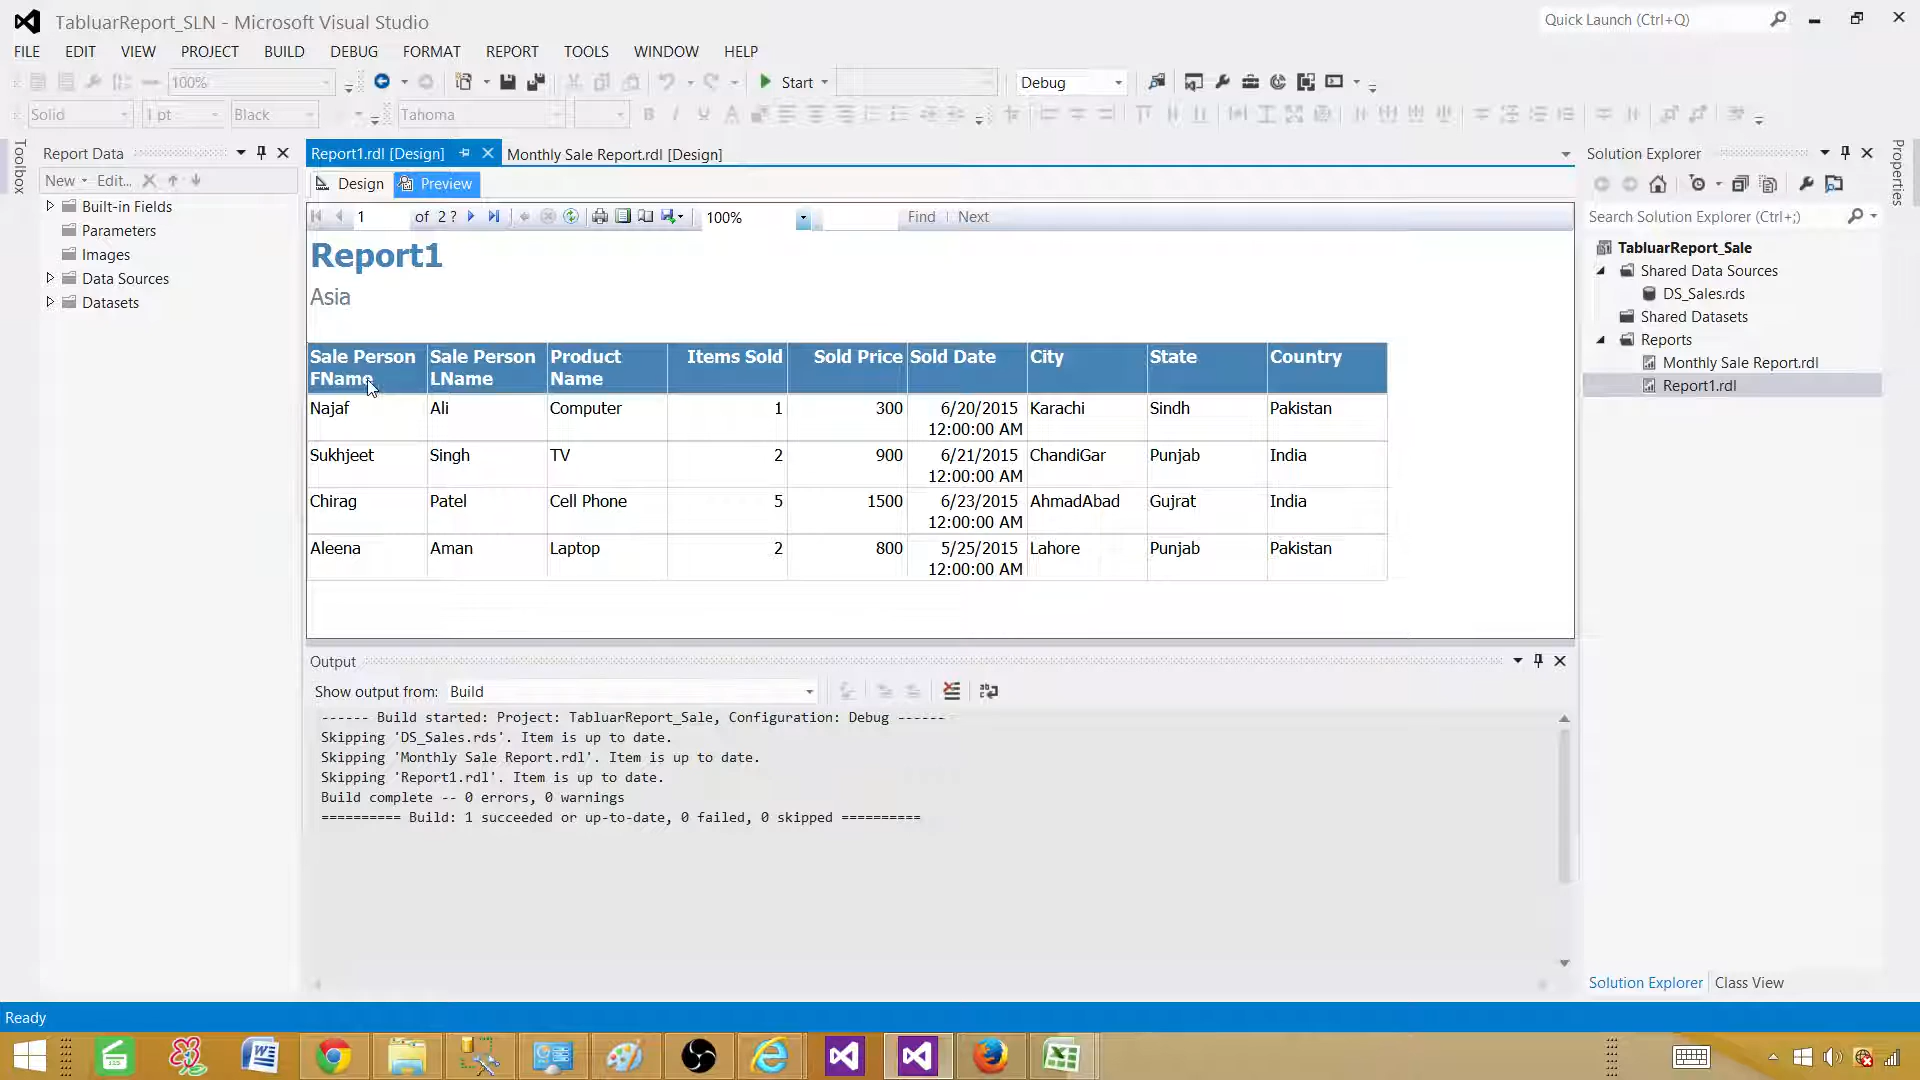 TabluarReport_SLN - Microsoft Visual Studio
Quick Launch (Ctrl+Q)
FILE EDIT VIEW PROJECT BUILD DEBUG FORMAT REPORT TOOLS WINDOW HELP
100% Start Debug
Solid 1 pt Black Tahoma B I U A
Toolbox
Report Data
New Edit...
Built-in Fields
Parameters
Images
Data Sources
Datasets
Report1.rdl [Design] Monthly Sale Report.rdl [Design]
Design Preview
1 of 2 ? 100% Find Next
Report1
Asia
Sale Person FName Sale Person LName Product Name Items Sold Sold Price Sold Date City State Country
Najaf Ali Computer 1 300 6/20/2015 12:00:00 AM Karachi Sindh Pakistan
Sukhjeet Singh TV 2 900 6/21/2015 12:00:00 AM ChandiGar Punjab India
Chirag Patel Cell Phone 5 1500 6/23/2015 12:00:00 AM AhmadAbad Gujrat India
Aleena Aman Laptop 2 800 5/25/2015 12:00:00 AM Lahore Punjab Pakistan
Output
Show output from: Build
------ Build started: Project: TabluarReport_Sale, Configuration: Debug ------
Skipping 'DS_Sales.rds'. Item is up to date.
Skipping 'Monthly Sale Report.rdl'. Item is up to date.
Skipping 'Report1.rdl'. Item is up to date.
Build complete -- 0 errors, 0 warnings
========== Build: 1 succeeded or up-to-date, 0 failed, 0 skipped ==========
Solution Explorer
Search Solution Explorer (Ctrl+;)
TabluarReport_Sale
Shared Data Sources
DS_Sales.rds
Shared Datasets
Reports
Monthly Sale Report.rdl
Report1.rdl
Solution Explorer Class View
Properties
Ready